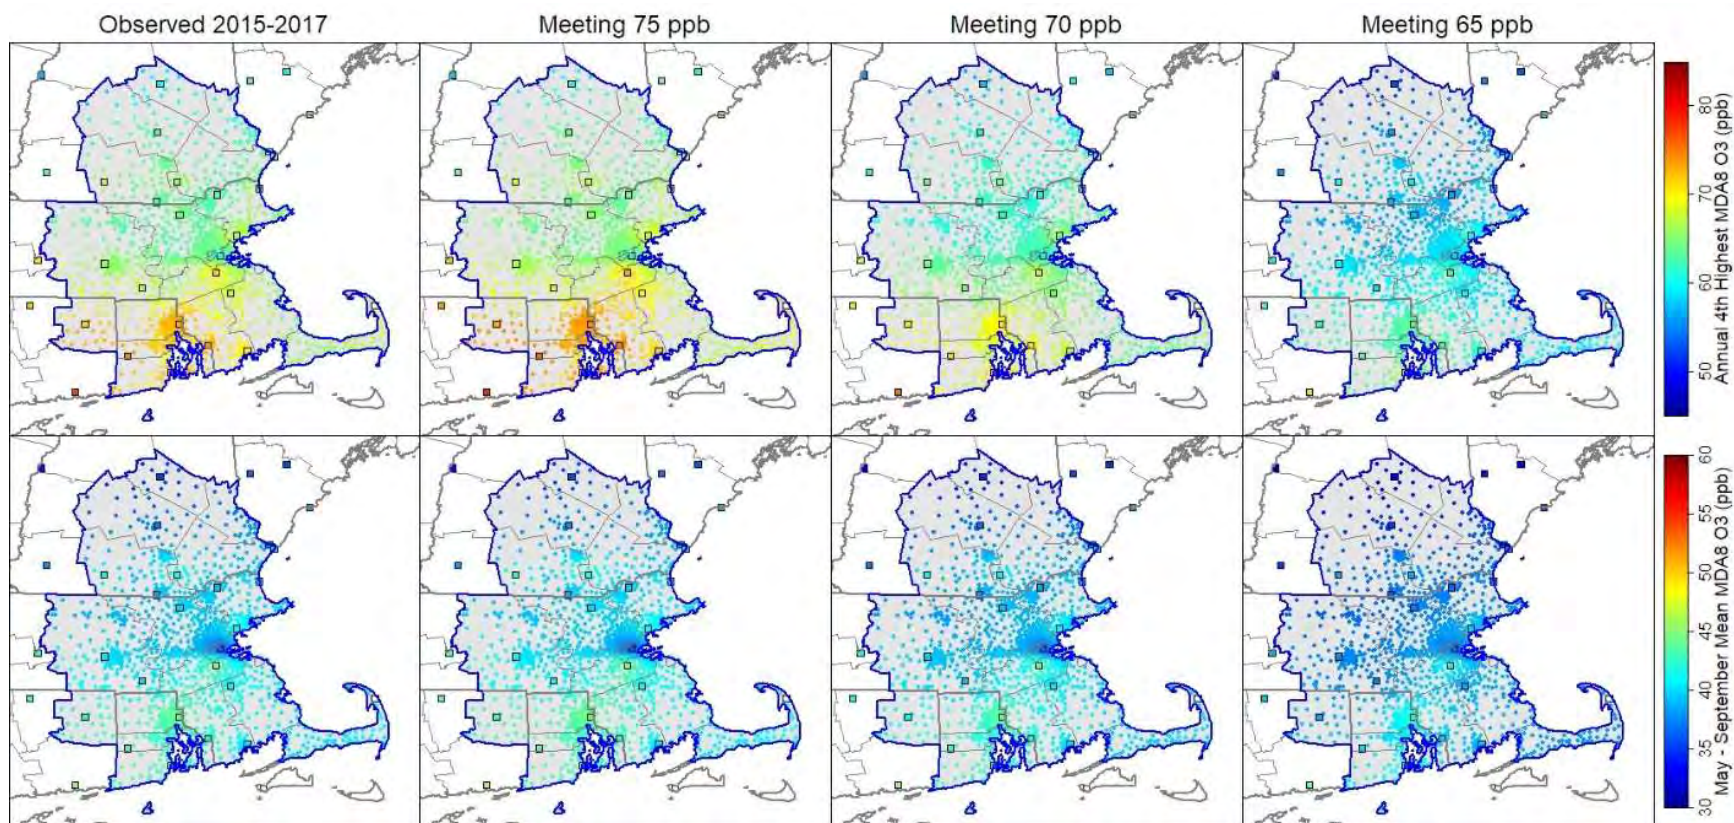 Observed 2015-2017
Meeting 75 ppb
Meeting 70 ppb
Meeting 65 ppb
80
70
60
50
Annual 4th Highest MDA8 O3 (ppb)
60
55
50
45
40
35
30
May - September Mean MDA8 O3 (ppb)